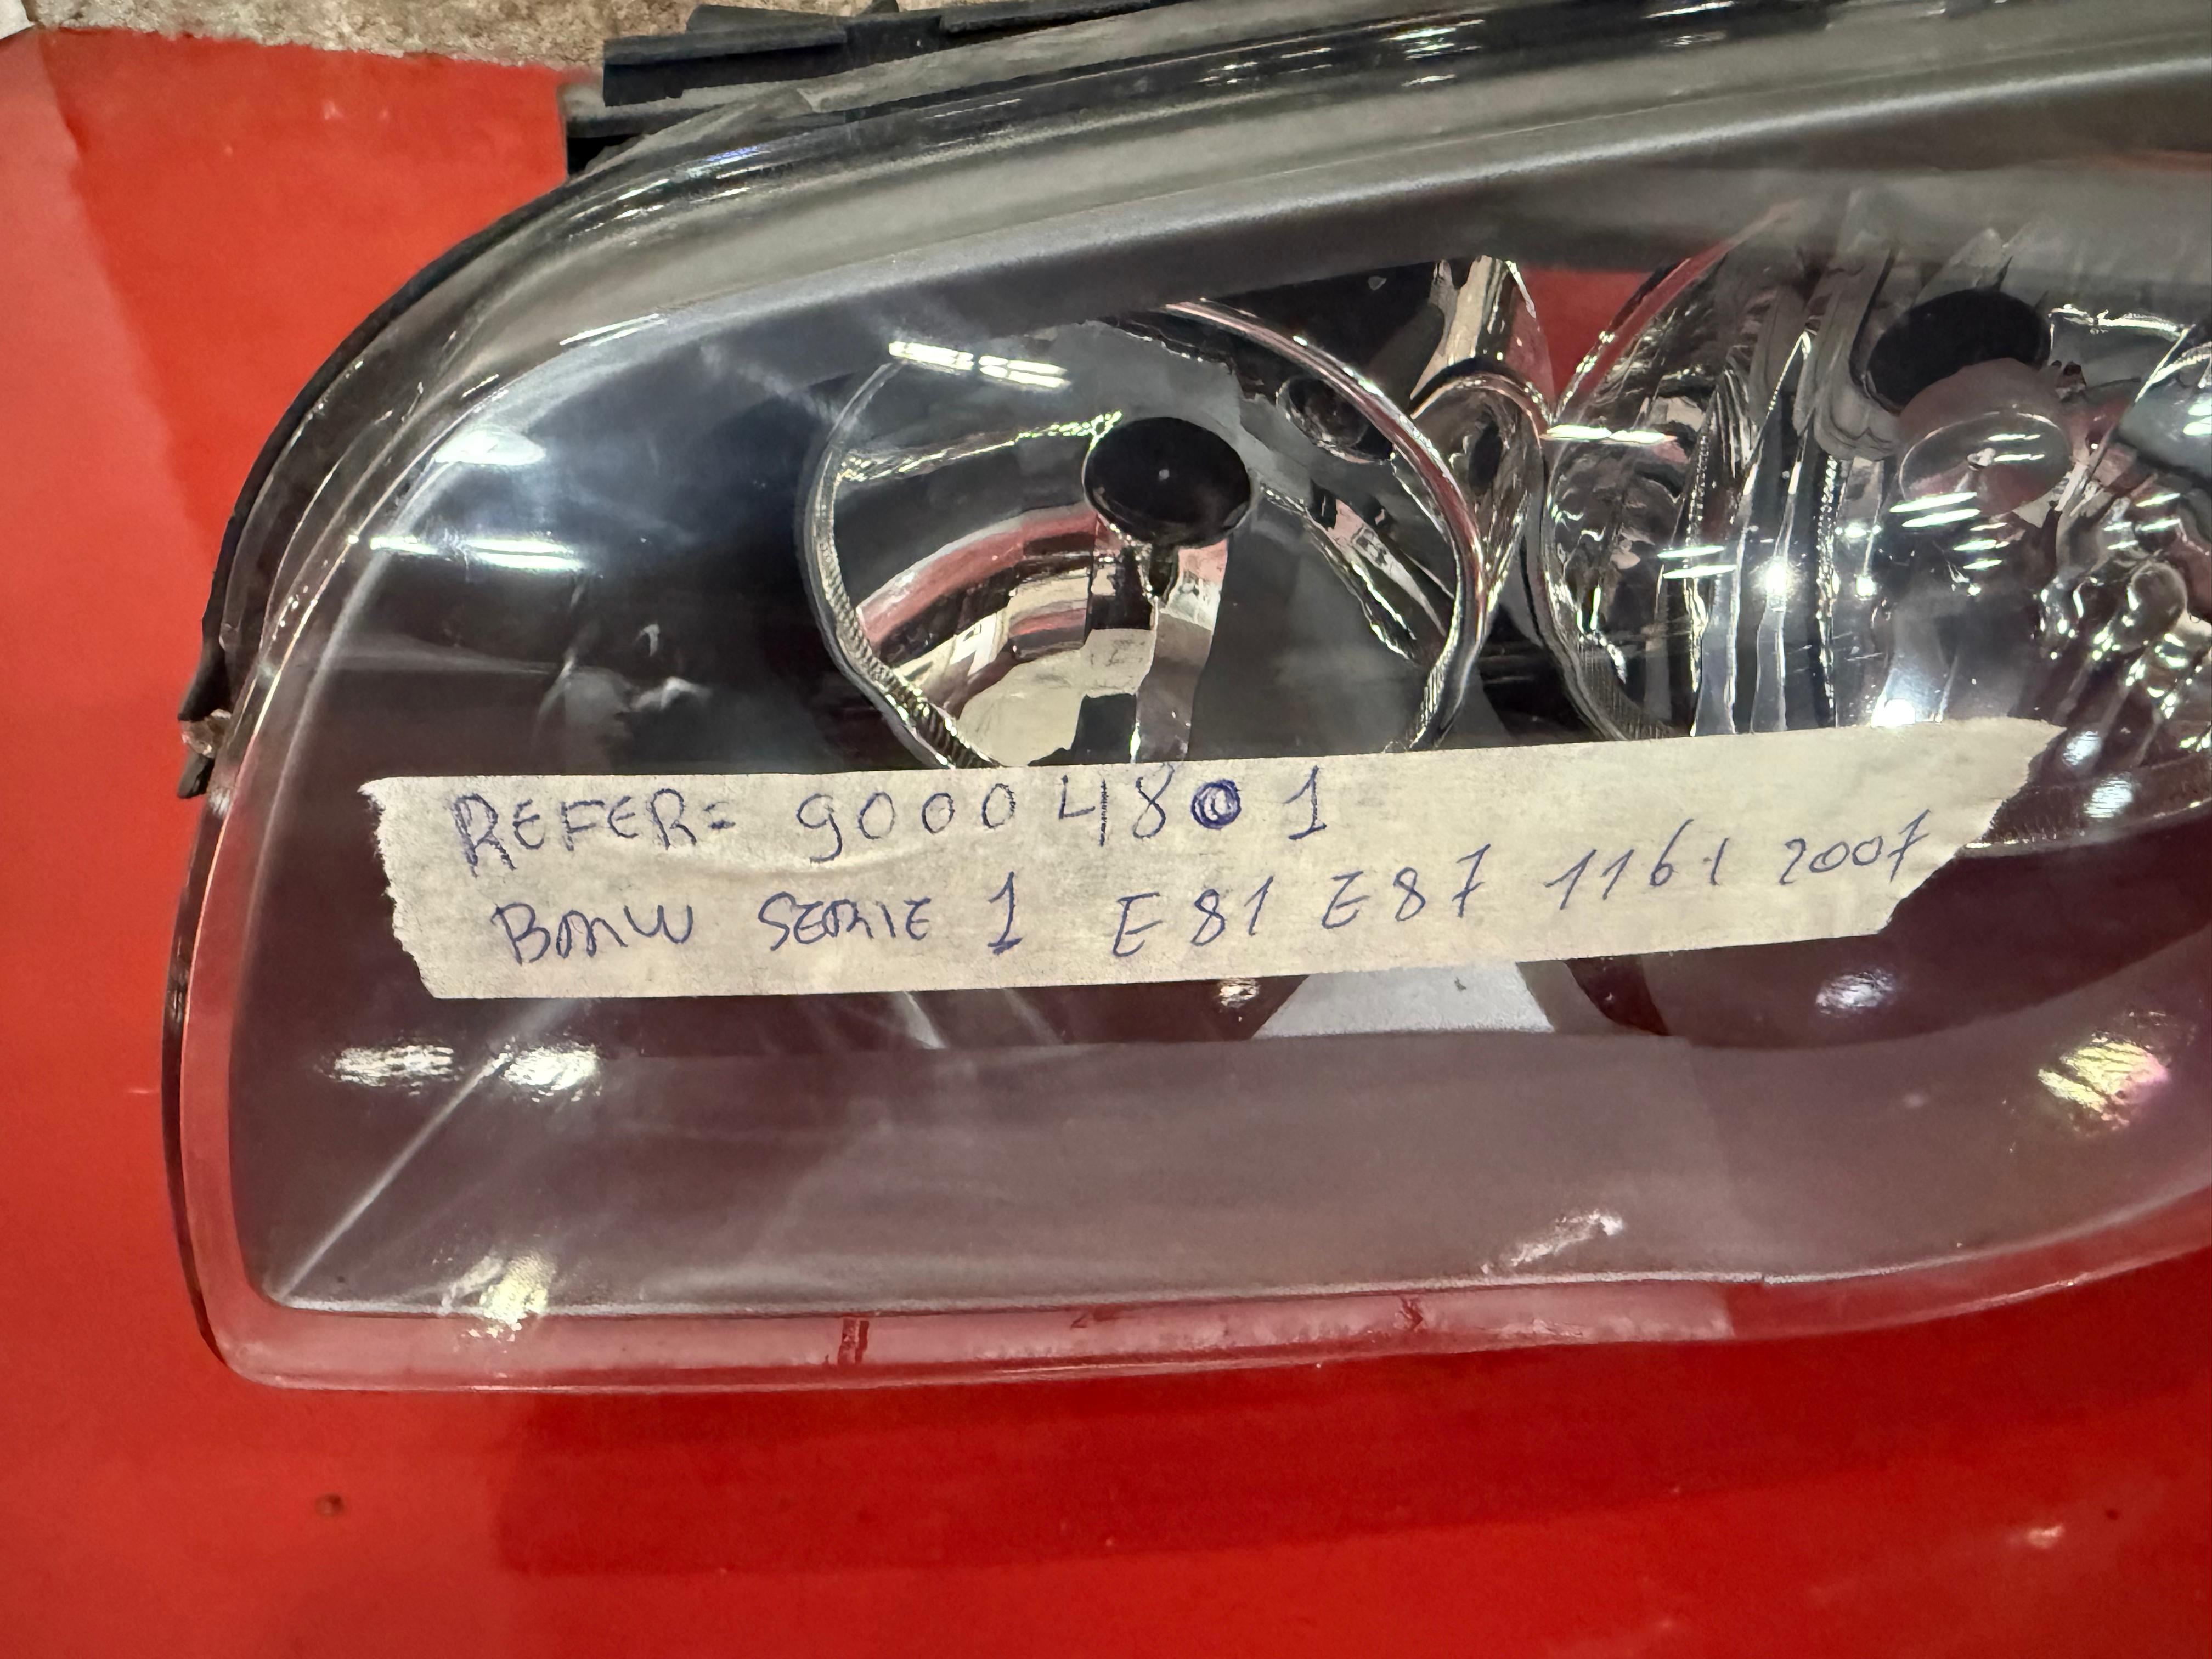 REFER= 90004801
BMW SERIE 1 E81 E87 116i 2007